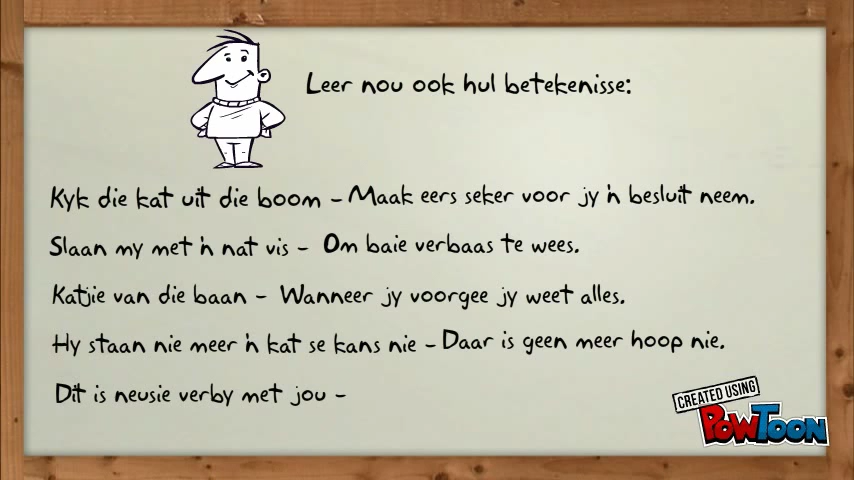 Leer nou ook hul betekenisse:
Kyk die kat uit die boom - Maak eers seker voor jy 'n besluit neem.
Slaan my met 'n nat vis - Om baie verbaas te wees.
Katjie van die baan - Wanneer jy voorgee jy weet alles.
Hy staan nie meer 'n kat se kans nie - Daar is geen meer hoop nie.
Dit is neusie verby met jou -
CREATED USING
POWTOON